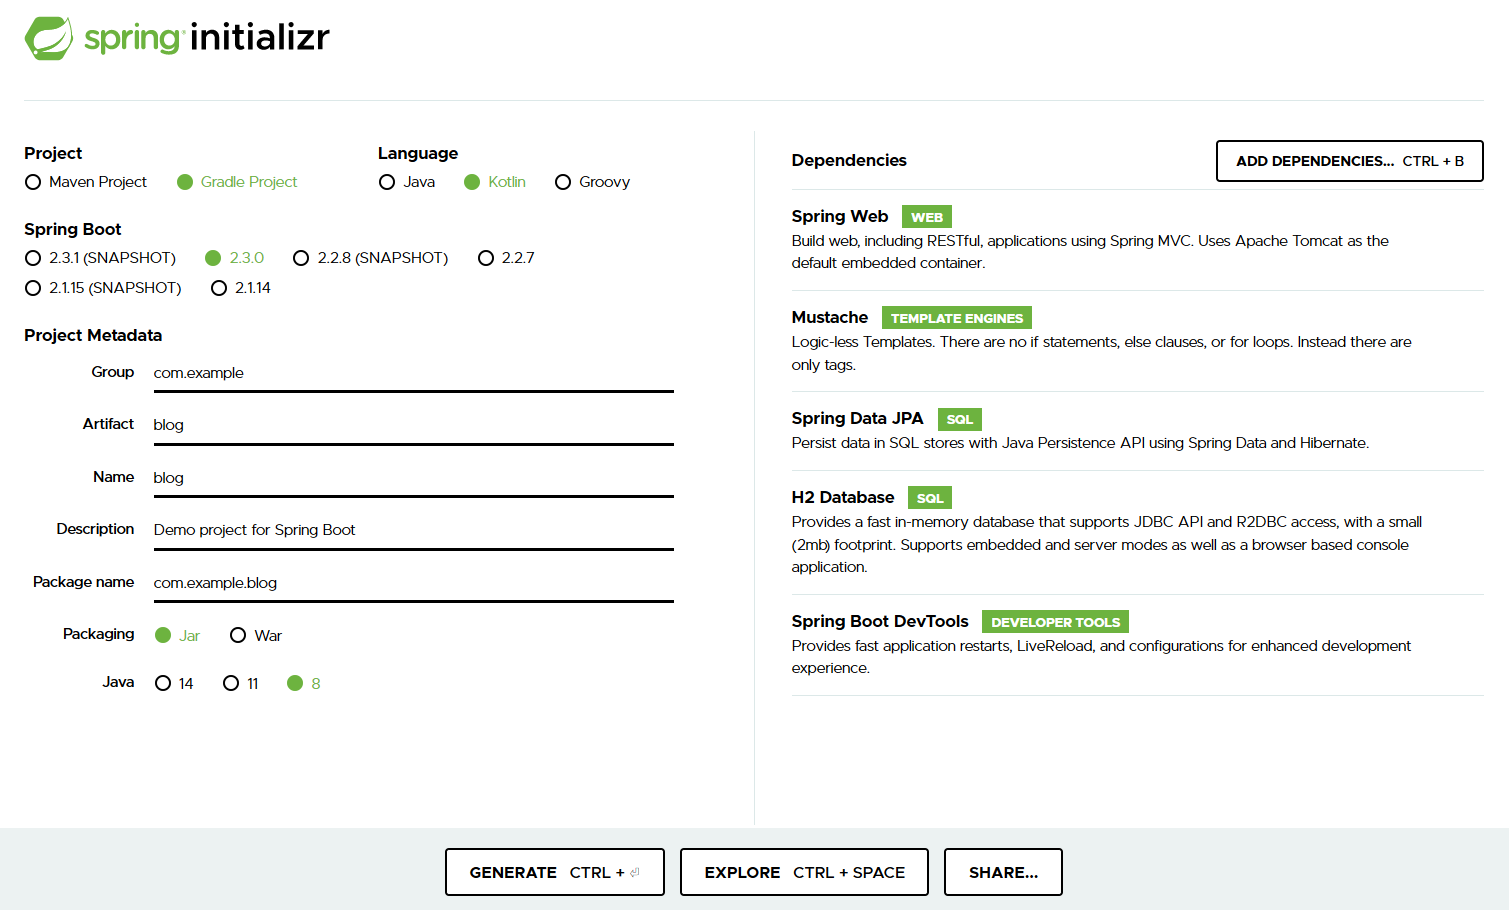 spring initializr
Project
Maven Project Gradle Project
Language
Java Kotlin Groovy
Spring Boot
2.3.1 (SNAPSHOT) 2.3.0 2.2.8 (SNAPSHOT) 2.2.7
2.1.15 (SNAPSHOT) 2.1.14
Project Metadata
Group com.example
Artifact blog
Name blog
Description Demo project for Spring Boot
Package name com.example.blog
Packaging Jar War
Java 14 11 8
Dependencies
ADD DEPENDENCIES... CTRL + B
Spring Web WEB
Build web, including RESTful, applications using Spring MVC. Uses Apache Tomcat as the
default embedded container.
Mustache TEMPLATE ENGINES
Logic-less Templates. There are no if statements, else clauses, or for loops. Instead there are
only tags.
Spring Data JPA SQL
Persist data in SQL stores with Java Persistence API using Spring Data and Hibernate.
H2 Database SQL
Provides a fast in-memory database that supports JDBC API and R2DBC access, with a small
(2mb) footprint. Supports embedded and server modes as well as a browser based console
application.
Spring Boot DevTools DEVELOPER TOOLS
Provides fast application restarts, LiveReload, and configurations for enhanced development
experience.
GENERATE CTRL + ⏎
EXPLORE CTRL + SPACE
SHARE...